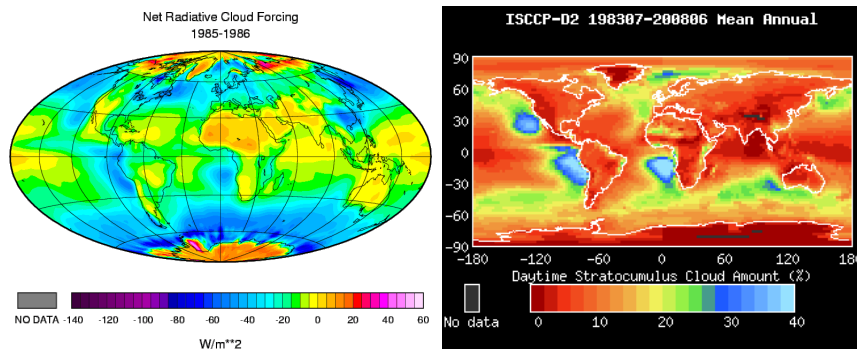 Net Radiative Cloud Forcing
1985-1986
NO DATA
-140 -120 -100 -80 -60 -40 -20 0 20 40 60
W/m**2
ISCCP-D2 198307-200806 Mean Annual
90
60
30
0
-30
-60
-90
-180 -120 -60 0 60 120 180
Daytime Stratocumulus Cloud Amount (%)
No data
0 10 20 30 40